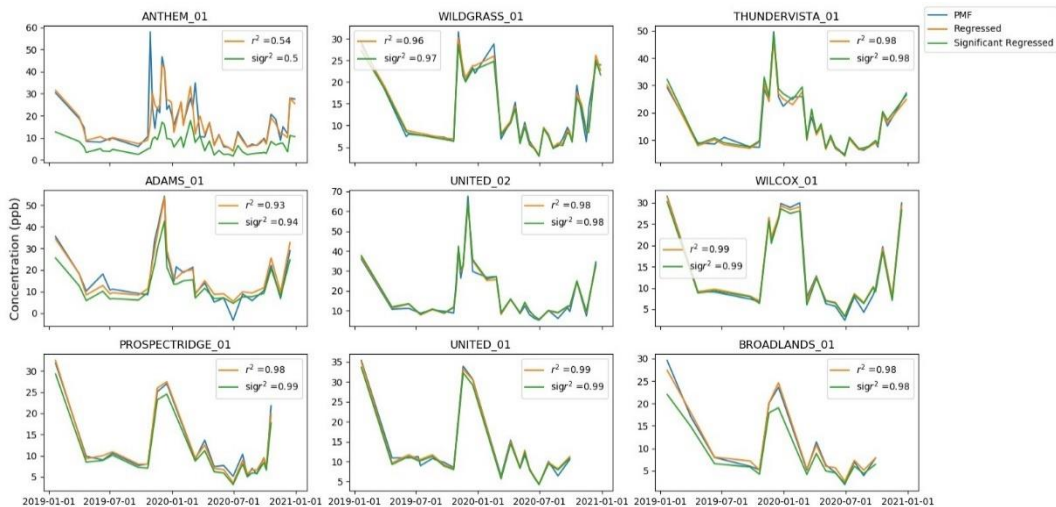 ANTHEM_01
WILDGRASS_01
THUNDERVISTA_01
PMF
Regressed
Significant Regressed
60
50
40
30
20
10
0
r² =0.54
sigr² =0.5
30
25
20
15
10
5
r² =0.96
sigr² =0.97
50
40
30
20
10
r² =0.98
sigr² =0.98
ADAMS_01
UNITED_02
WILCOX_01
Concentration (ppb)
50
40
30
20
10
0
r² =0.93
sigr² =0.94
70
60
50
40
30
20
10
r² =0.98
sigr² =0.98
30
25
20
15
10
5
r² =0.99
sigr² =0.99
PROSPECTRIDGE_01
UNITED_01
BROADLANDS_01
30
25
20
15
10
5
r² =0.98
sigr² =0.99
35
30
25
20
15
10
5
r² =0.99
sigr² =0.99
30
25
20
15
10
5
r² =0.98
sigr² =0.98
2019-01-01 2019-07-01 2020-01-01 2020-07-01 2021-01-01
2019-01-01 2019-07-01 2020-01-01 2020-07-01 2021-01-01
2019-01-01 2019-07-01 2020-01-01 2020-07-01 2021-01-01